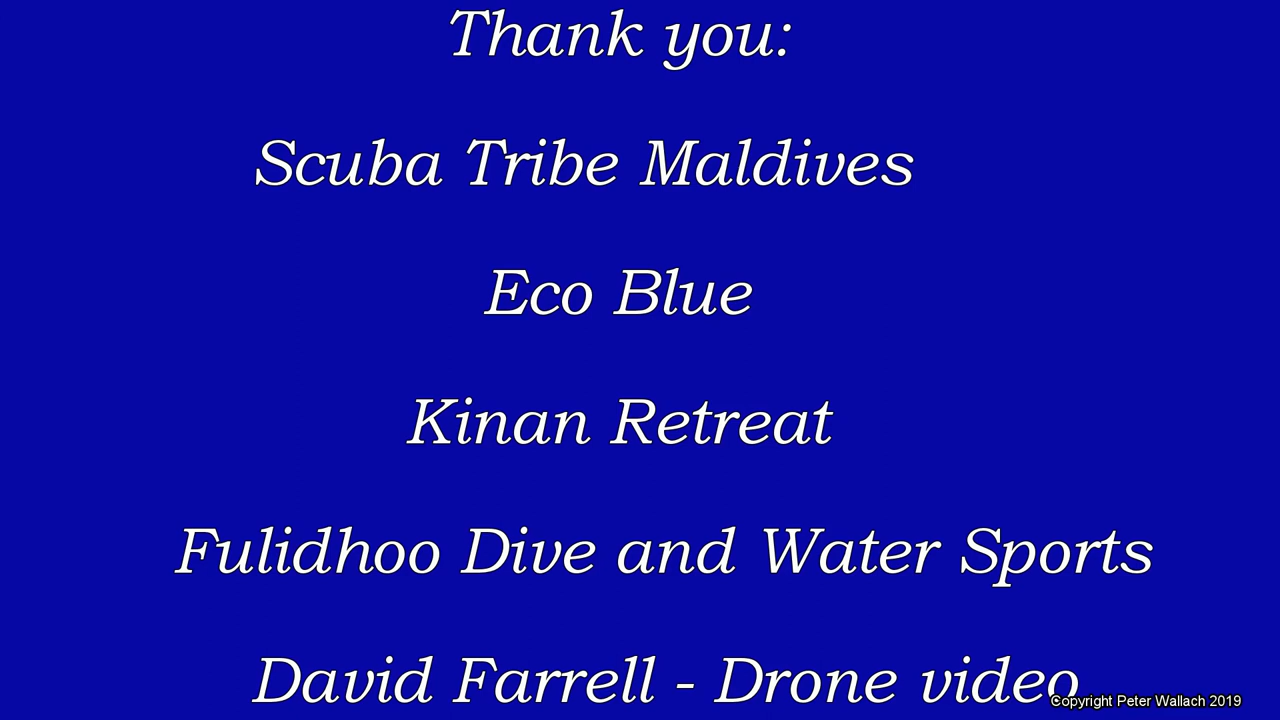 Thank you:
Scuba Tribe Maldives
Eco Blue
Kinan Retreat
Fulidhoo Dive and Water Sports
David Farrell - Drone video
Copyright Peter Wallach 2019